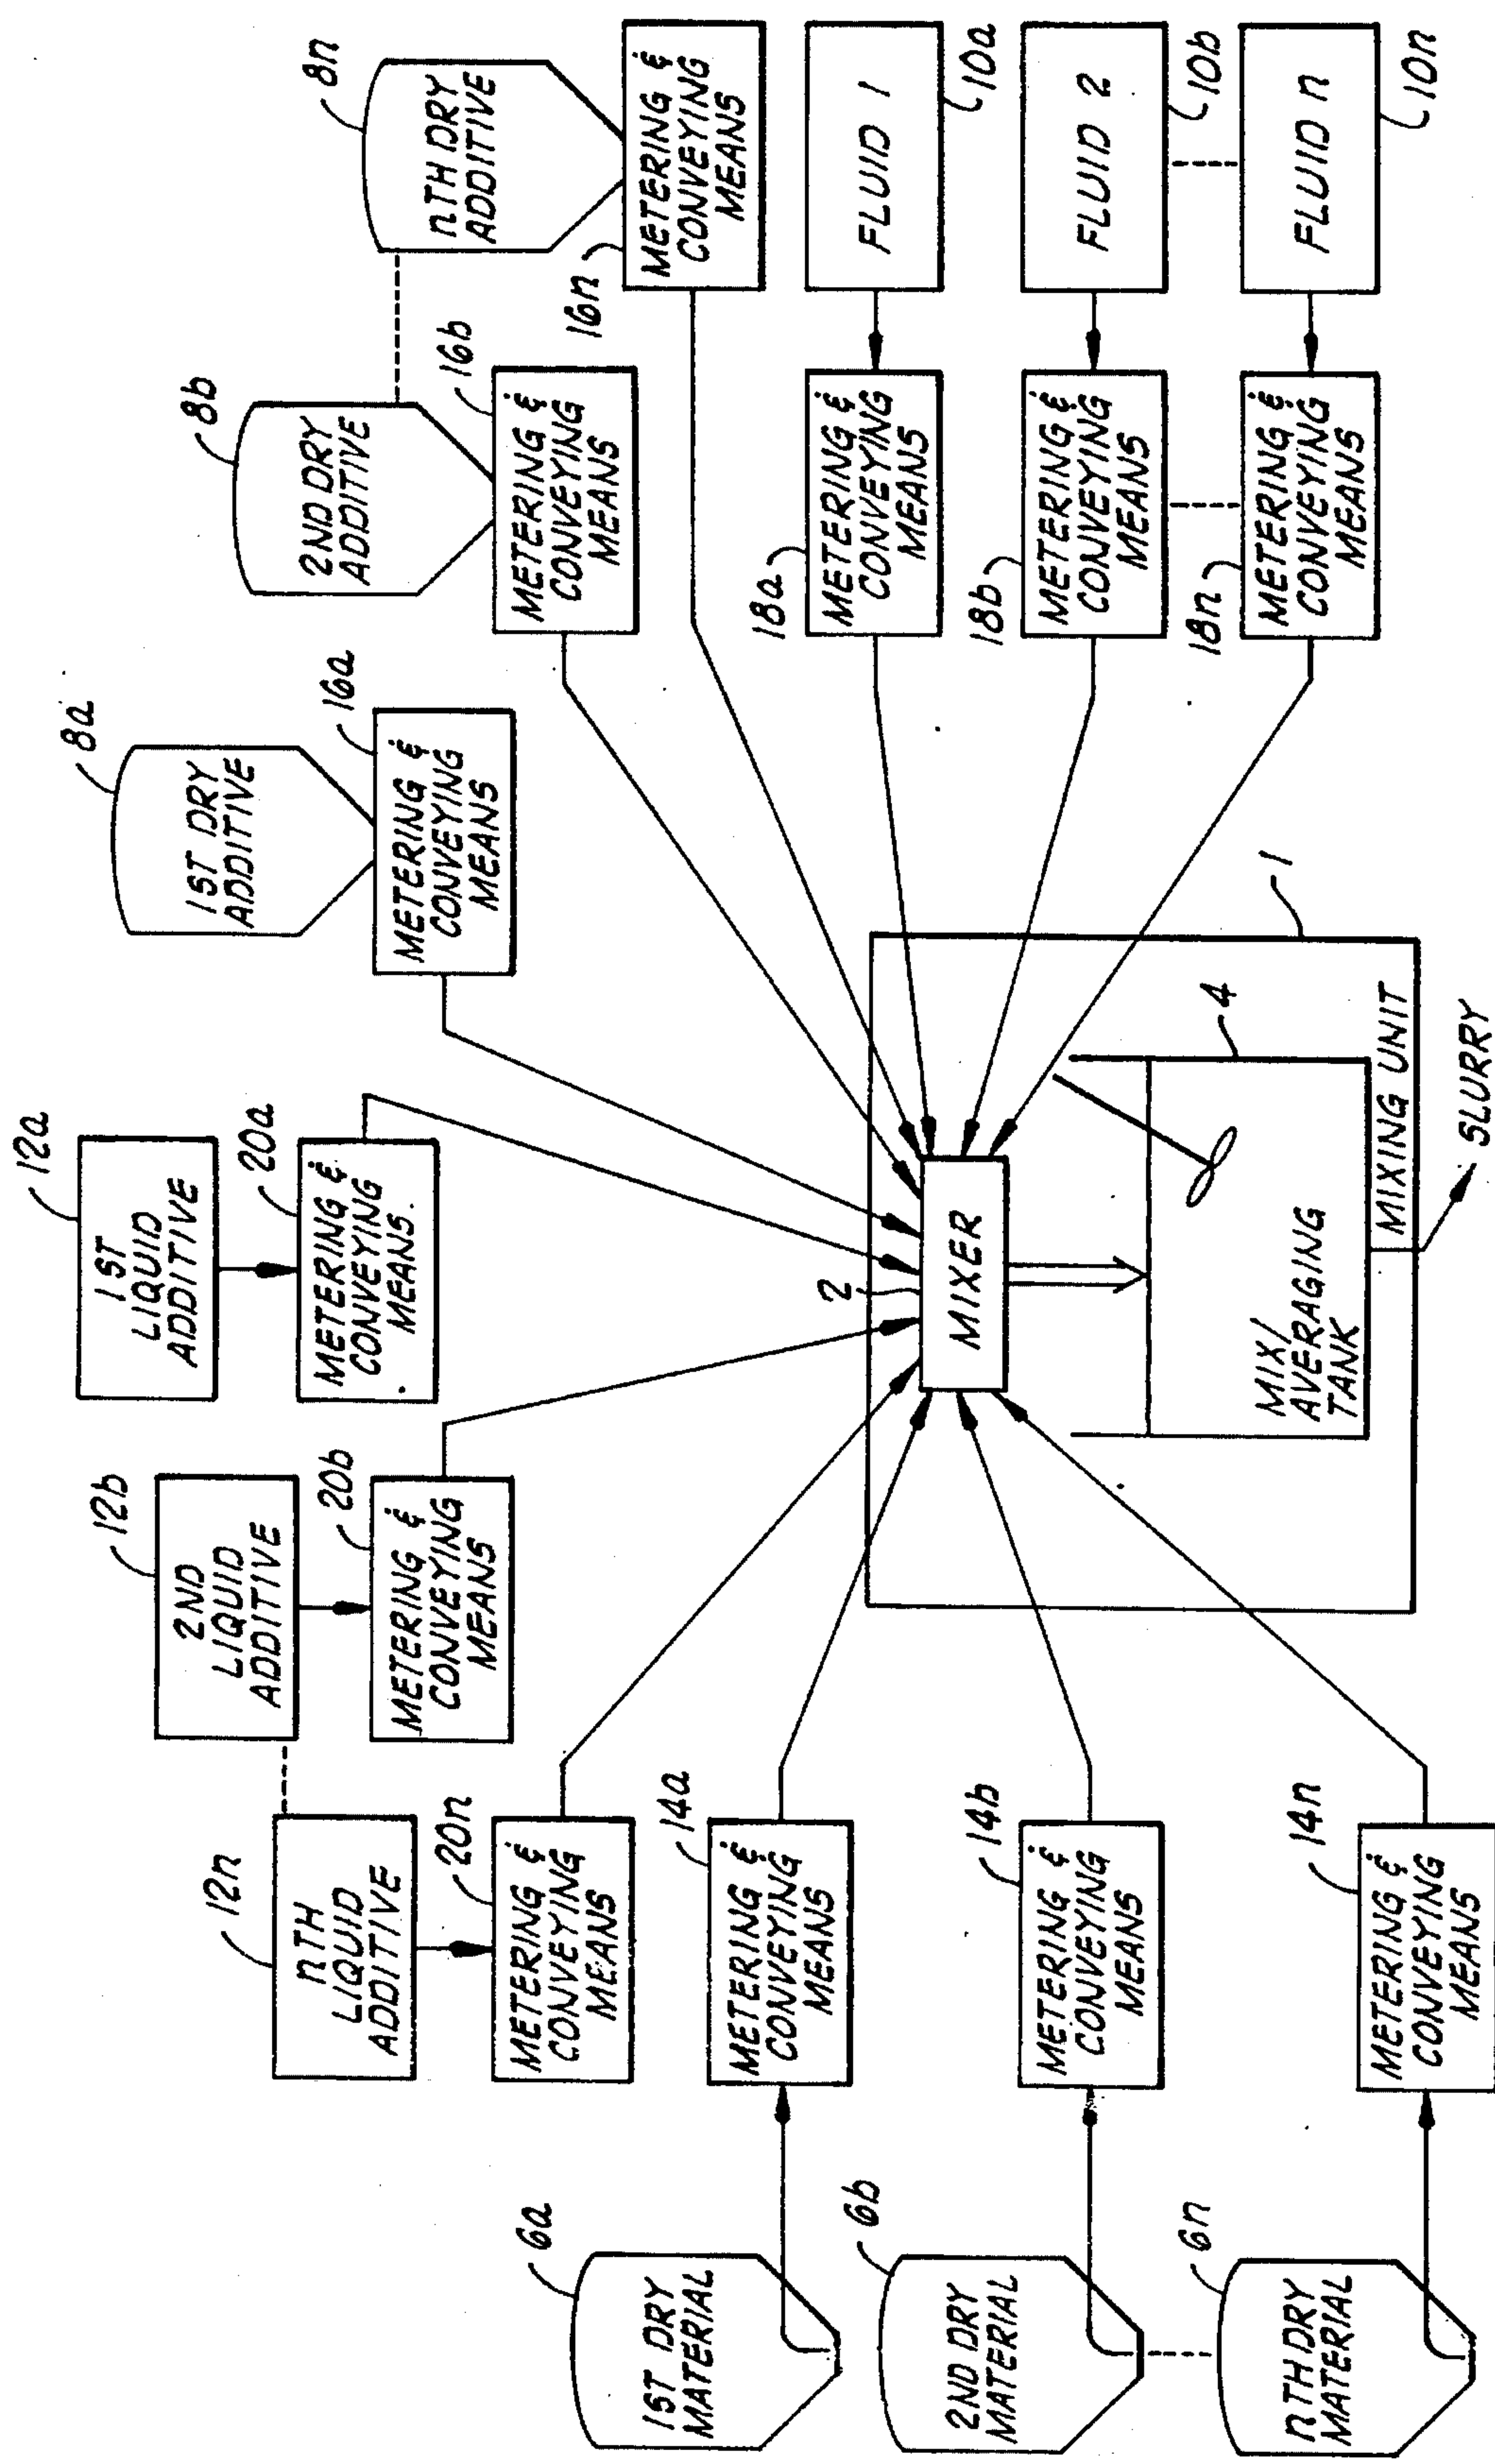 12a
1ST
LIQUID
ADDITIVE
20a
METERING &
CONVEYING
MEANS.
12b
2ND
LIQUID
ADDITIVE
20b
METERING &
CONVEYING
MEANS
12n
nTH
LIQUID
ADDITIVE
20n
METERING &
CONVEYING
MEANS
8a
1ST DRY
ADDITIVE
16a
METERING &
CONVEYING
MEANS
8b
2ND DRY
ADDITIVE
16b
METERING &
CONVEYING
MEANS
8n
nTH DRY
ADDITIVE
16n
METERING &
CONVEYING
MEANS
6a
1ST DRY
MATERIAL
14a
METERING &
CONVEYING
MEANS
6b
2ND DRY
MATERIAL
14b
METERING &
CONVEYING
MEANS
6n
nTH DRY
MATERIAL
14n
METERING &
CONVEYING
MEANS
2
MIXER
1
4
MIX/
AVERAGING
TANK
MIXING UNIT
SLURRY
18a
METERING &
CONVEYING
MEANS
FLUID 1
10a
18b
METERING &
CONVEYING
MEANS
FLUID 2
10b
18n
METERING &
CONVEYING
MEANS
FLUID n
10n